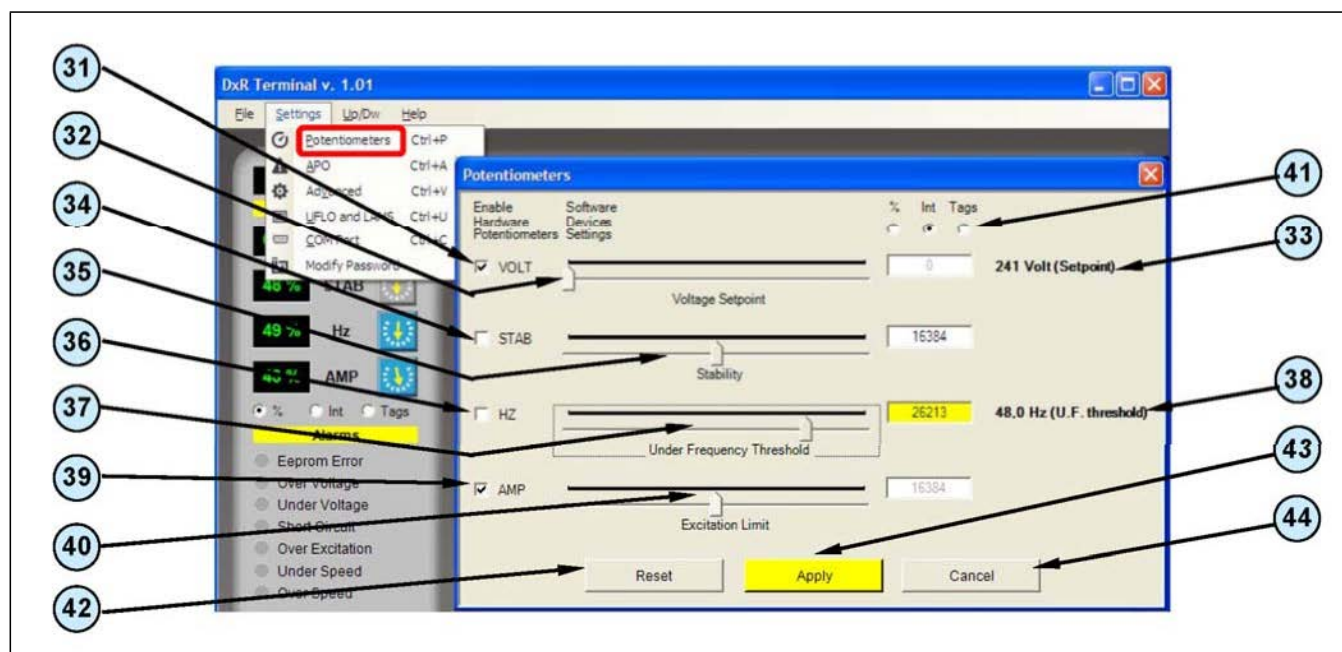 31
32
34
35
36
37
39
40
42
41
33
38
43
44
DxR Terminal v. 1.01
File Settings Up/Dw Help
Potentiometers Ctrl+P
APO Ctrl+A
Advanced Ctrl+V
UFLO and LAMS Ctrl+U
COM Port Ctrl+C
Modify Password
48 % STAB
49 % Hz
AMP
% Int Tags
Alarms
Eeprom Error
Over Voltage
Under Voltage
Short Circuit
Over Excitation
Under Speed
Over Speed
Potentiometers
Enable
Hardware
Potentiometers
Software
Devices
Settings
% Int Tags
VOLT 0 241 Volt (Setpoint)
Voltage Setpoint
STAB 16384
Stability
HZ 26213 48,0 Hz (U.F. threshold)
Under Frequency Threshold
AMP 16384
Excitation Limit
Reset Apply Cancel